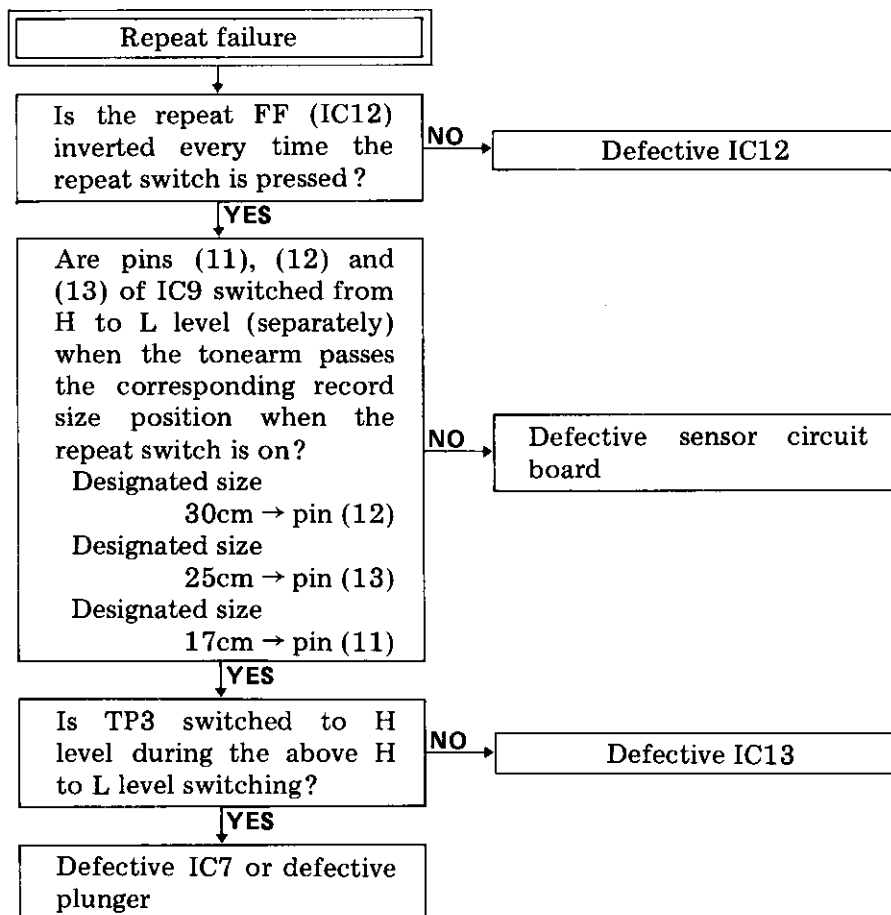 Repeat failure
Is the repeat FF (IC12)
inverted every time the
repeat switch is pressed?
NO
Defective IC12
YES
Are pins (11), (12) and
(13) of IC9 switched from
H to L level (separately)
when the tonearm passes
the corresponding record
size position when the
repeat switch is on?
Designated size
30cm → pin (12)
Designated size
25cm → pin (13)
Designated size
17cm → pin (11)
NO
Defective sensor circuit
board
YES
Is TP3 switched to H
level during the above H
to L level switching?
NO
Defective IC13
YES
Defective IC7 or defective
plunger